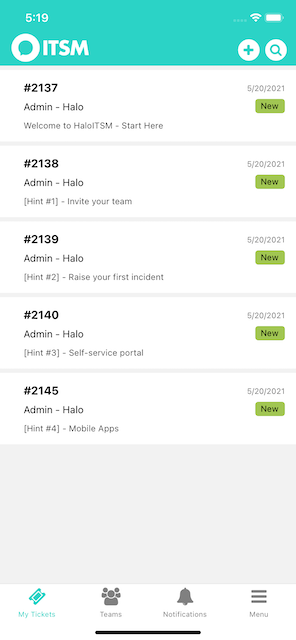 5:19
ITSM
#2137
5/20/2021
Admin - Halo
New
Welcome to HaloITSM - Start Here
#2138
5/20/2021
Admin - Halo
New
[Hint #1] - Invite your team
#2139
5/20/2021
Admin - Halo
New
[Hint #2] - Raise your first incident
#2140
5/20/2021
Admin - Halo
New
[Hint #3] - Self-service portal
#2145
5/20/2021
Admin - Halo
New
[Hint #4] - Mobile Apps
My Tickets
Teams
Notifications
Menu